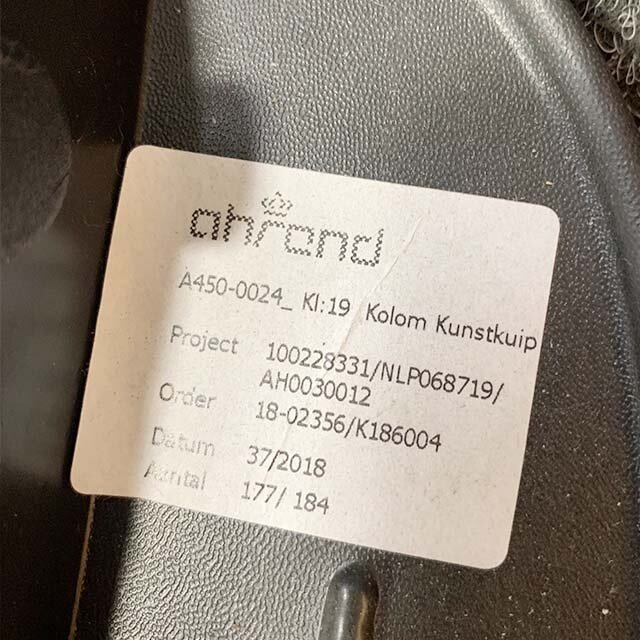 ahrend
A450-0024_ Kl:19 Kolom Kunstkuip
Project 100228331/NLP068719/
AH0030012
Order 18-02356/K186004
Datum 37/2018
Aantal 177/ 184